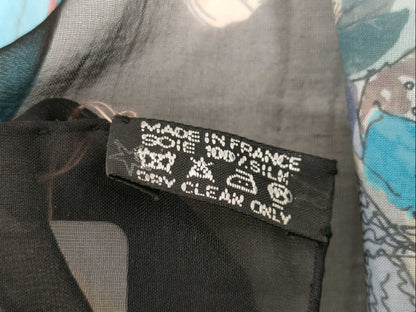 MADE IN FRANCE
SOIE 100% SILK
DRY CLEAN ONLY